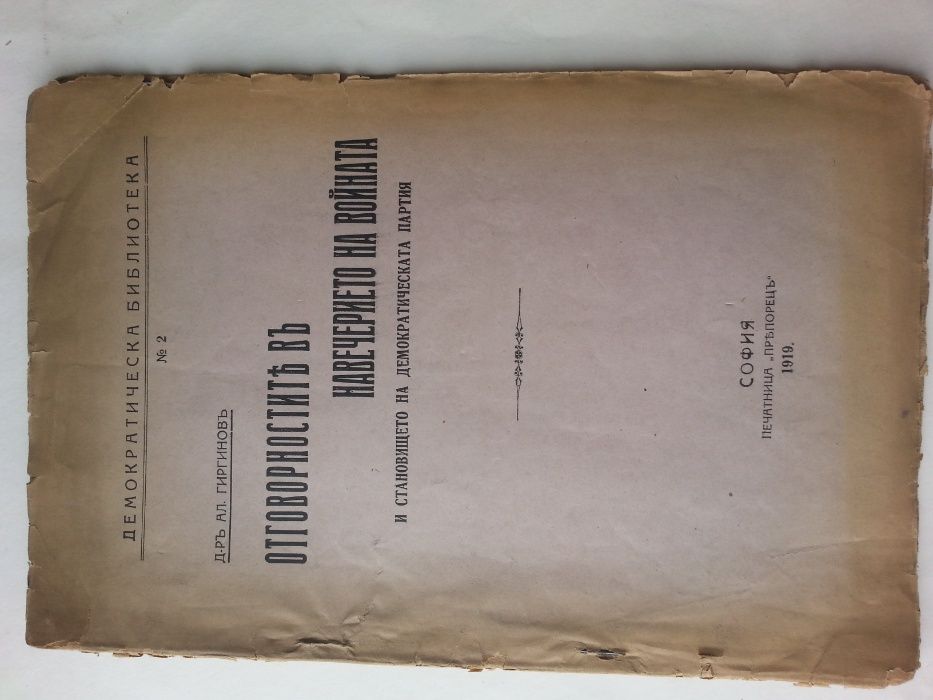 ДЕМОКРАТИЧЕСКА БИБЛИОТЕКА
№ 2
Д-РЪ АЛ. ГИРГИНОВЪ
ОТГОВОРНОСТИТѢ ВЪ
НАВЕЧЕРИЕТО НА ВОЙНАТА
И СТАНОВИЩЕТО НА ДЕМОКРАТИЧЕСКАТА ПАРТИЯ
СОФИЯ
ПЕЧАТНИЦА „ПРѢПОРЕЦЪ“
1919.